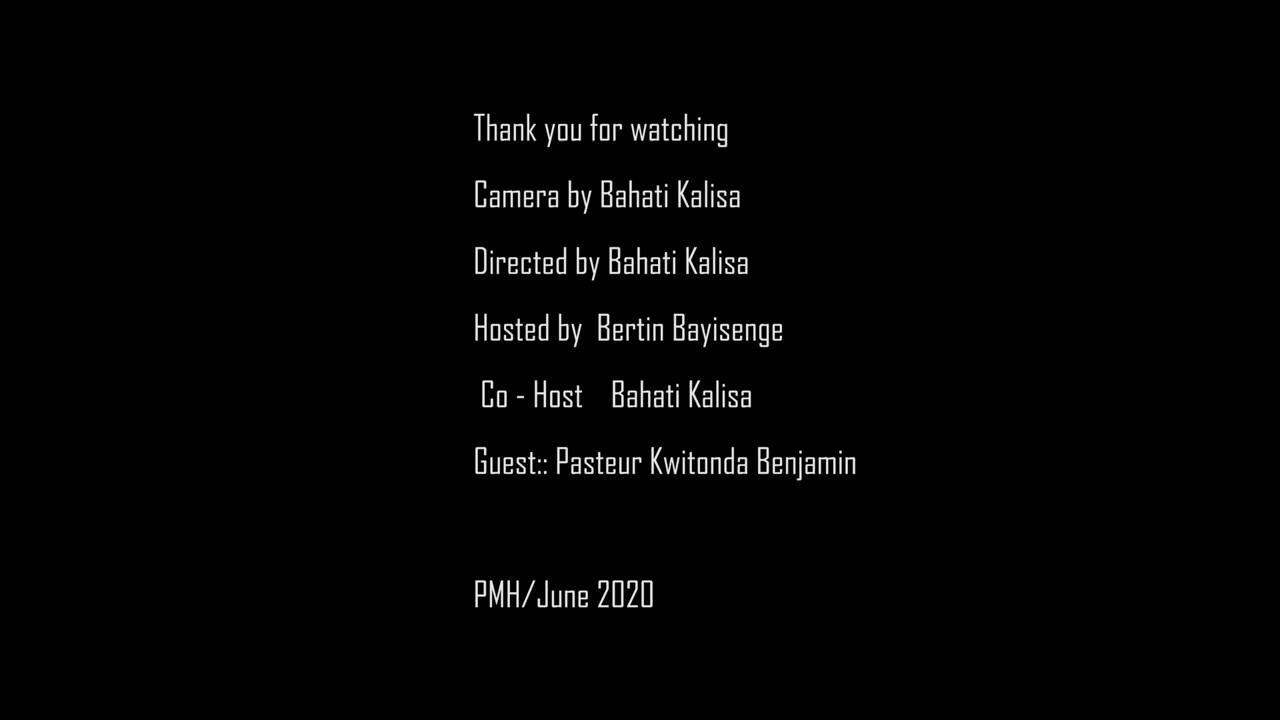 Thank you for watching
Camera by Bahati Kalisa
Directed by Bahati Kalisa
Hosted by  Bertin Bayisenge
Co - Host    Bahati Kalisa
Guest:: Pasteur Kwitonda Benjamin
PMH/June 2020